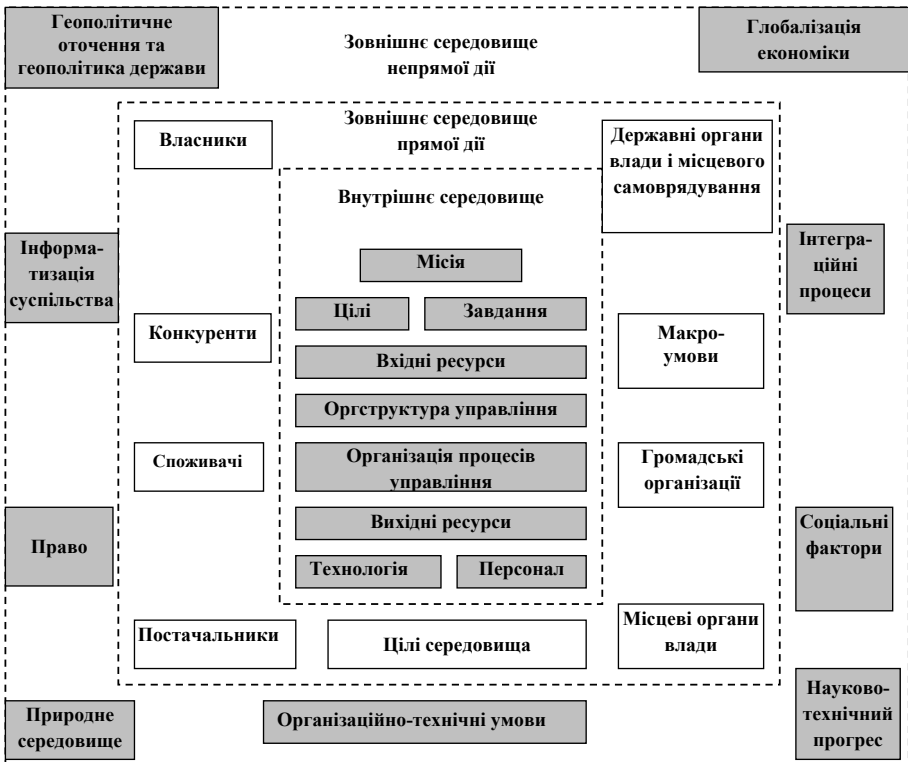 Геополітичне
оточення та
геополітика держави
Зовнішнє середовище
непрямої дії
Глобалізація
економіки
Зовнішнє середовище
прямої дії
Власники
Державні органи
влади і місцевого
самоврядування
Внутрішнє середовище
Інформа-
тизація
суспільства
Місія
Інтегра-
ційні
процеси
Цілі
Завдання
Конкуренти
Макро-
умови
Вхідні ресурси
Оргструктура управління
Споживачі
Організація процесів
управління
Громадські
організації
Право
Вихідні ресурси
Соціальні
фактори
Технологія
Персонал
Постачальники
Цілі середовища
Місцеві органи
влади
Природне
середовище
Організаційно-технічні умови
Науково-
технічний
прогрес